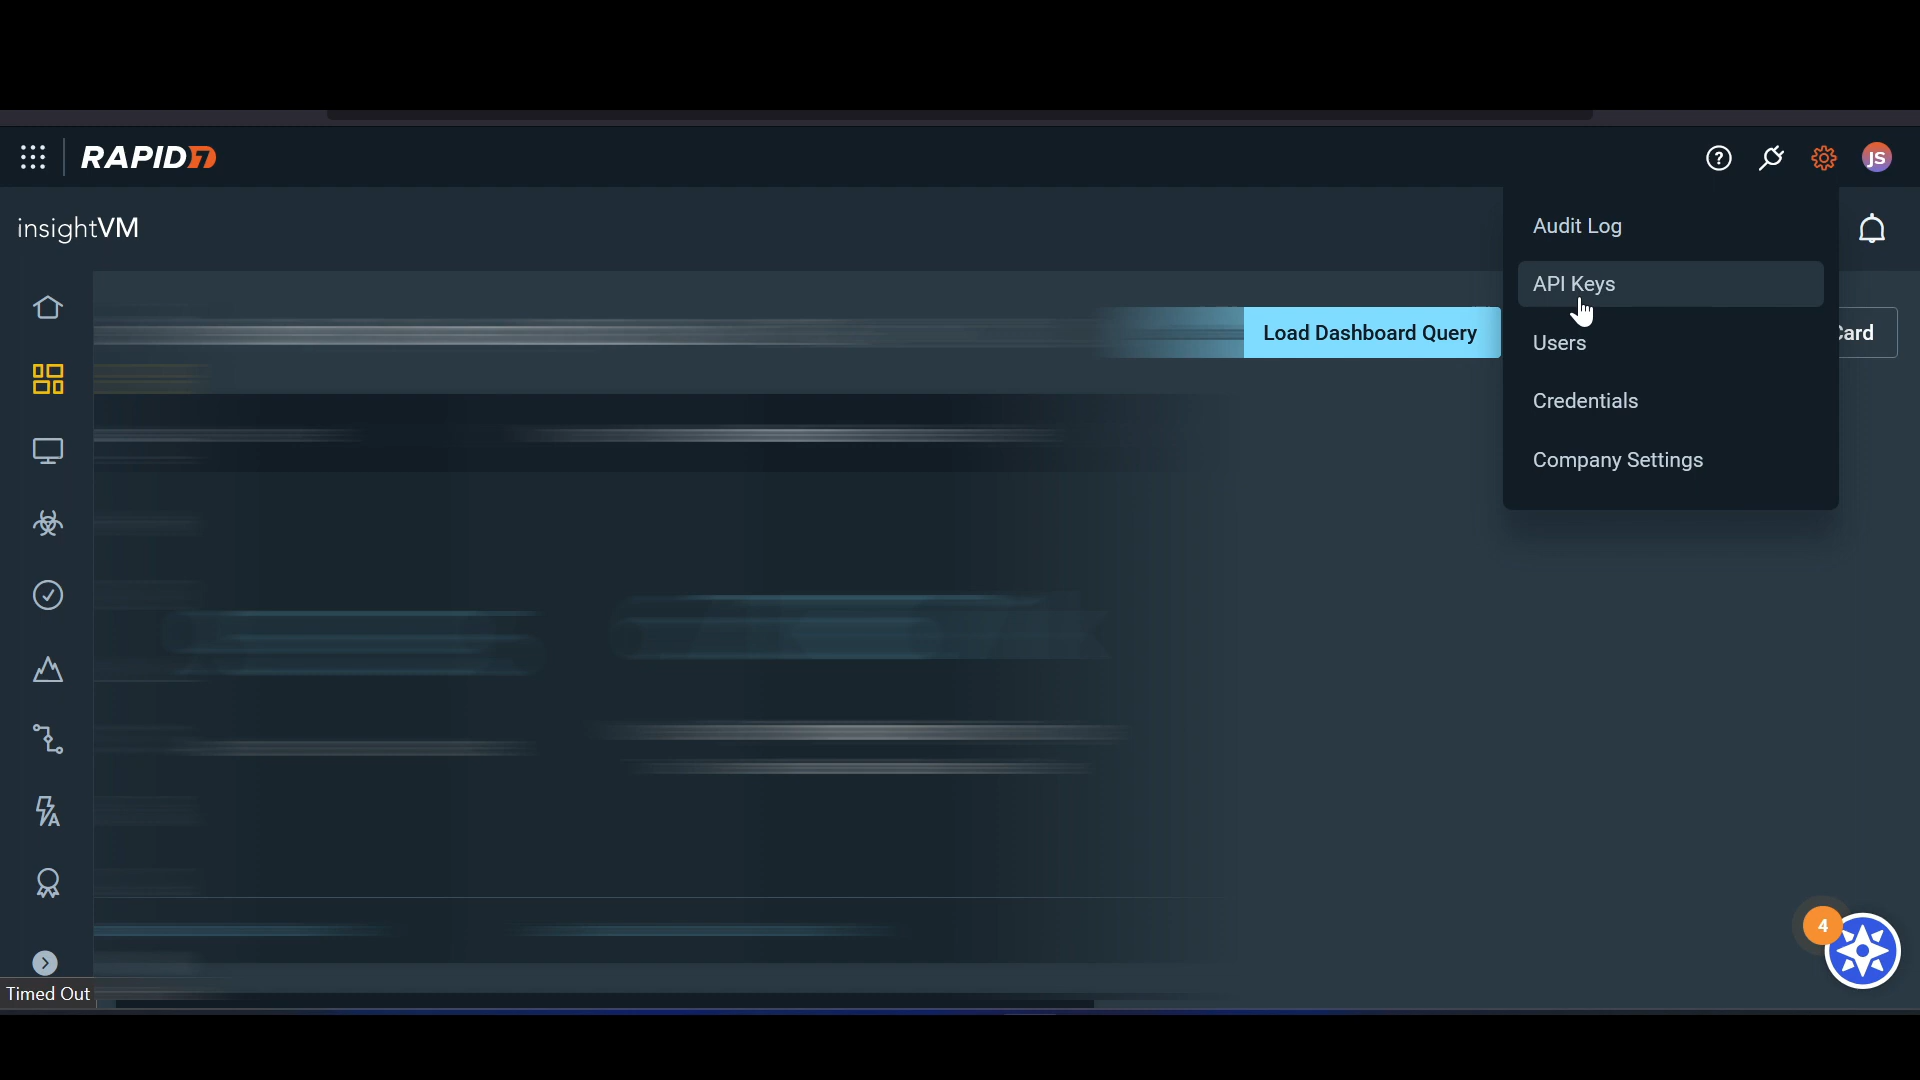 RAPID7
JS
insightVM
Audit Log
API Keys
Load Dashboard Query
Card
Users
Credentials
Company Settings
4
Timed Out